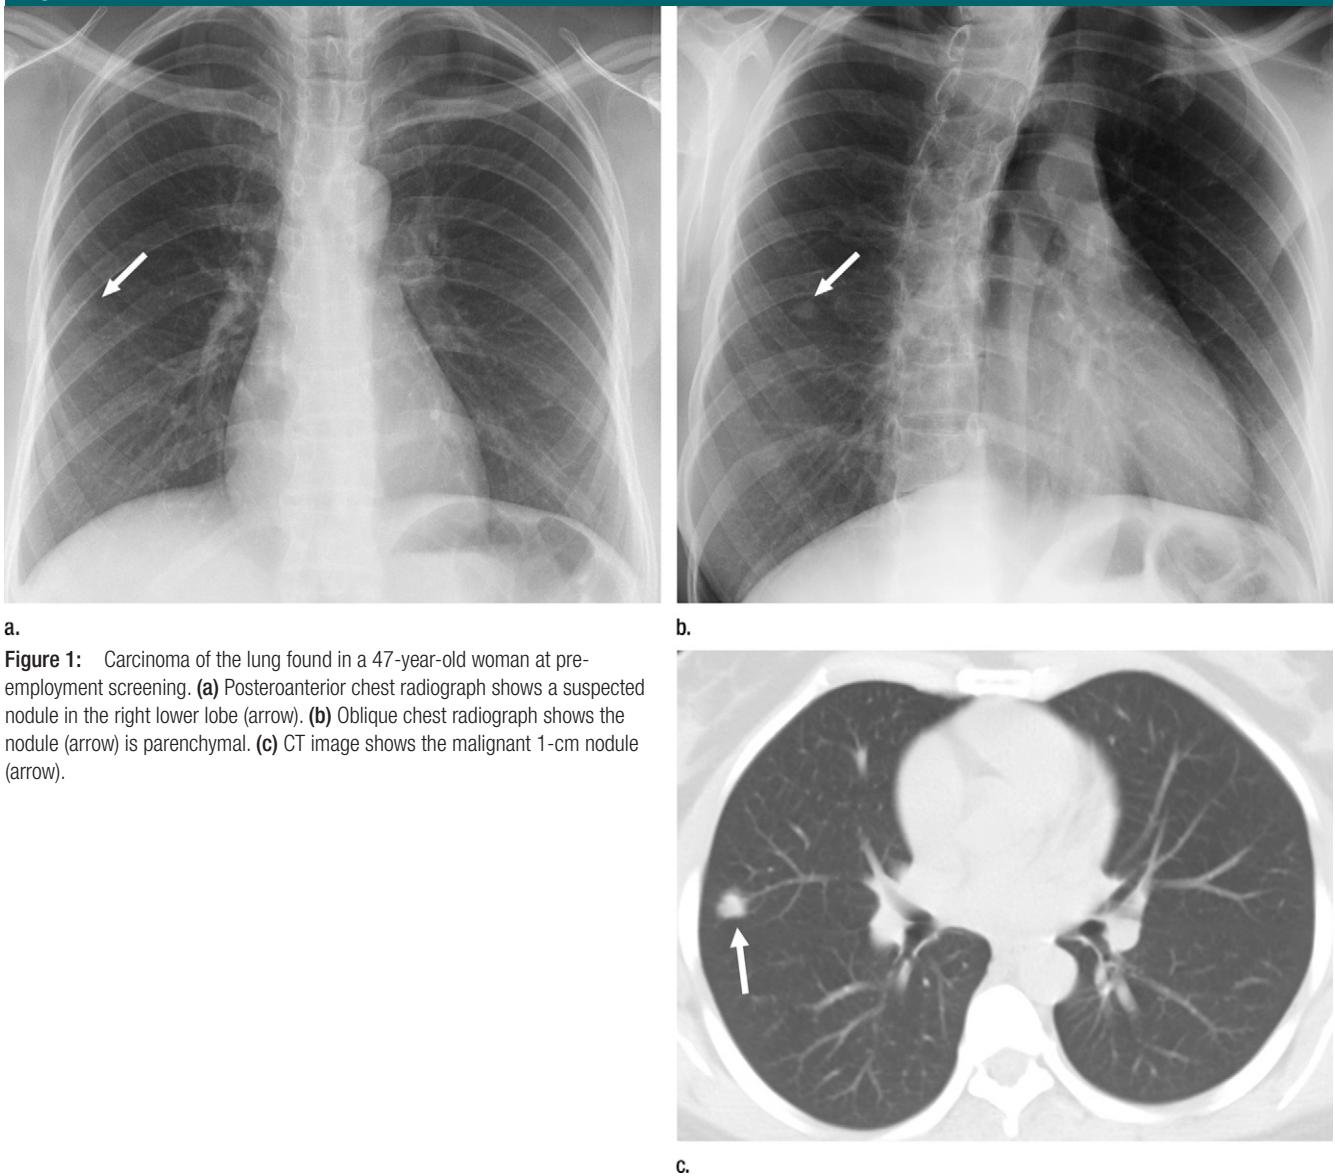 a.
b.
Figure 1: Carcinoma of the lung found in a 47-year-old woman at pre-
employment screening. (a) Posteroanterior chest radiograph shows a suspected
nodule in the right lower lobe (arrow). (b) Oblique chest radiograph shows the
nodule (arrow) is parenchymal. (c) CT image shows the malignant 1-cm nodule
(arrow).
c.